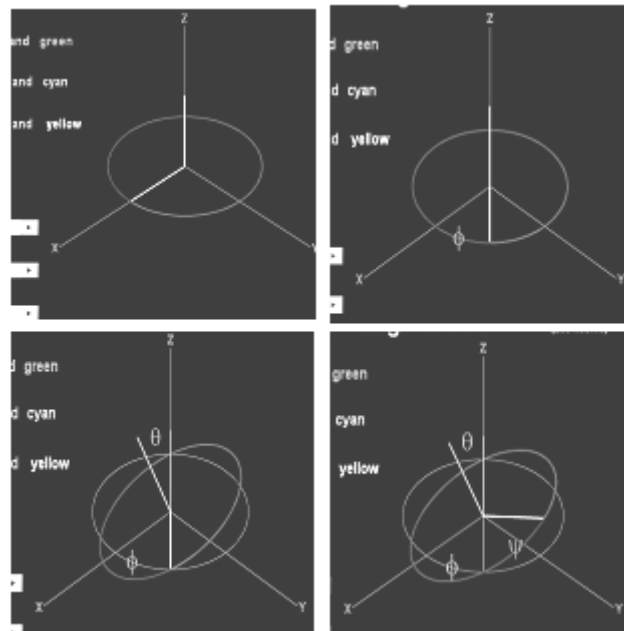 Z
and green
and cyan
and yellow
X
Y
d green
d cyan
d yellow
Z
ϕ
X
Y
Z
d green
θ
d cyan
d yellow
ϕ
X
Y
Z
green
θ
cyan
yellow
ψ
ϕ
X
Y